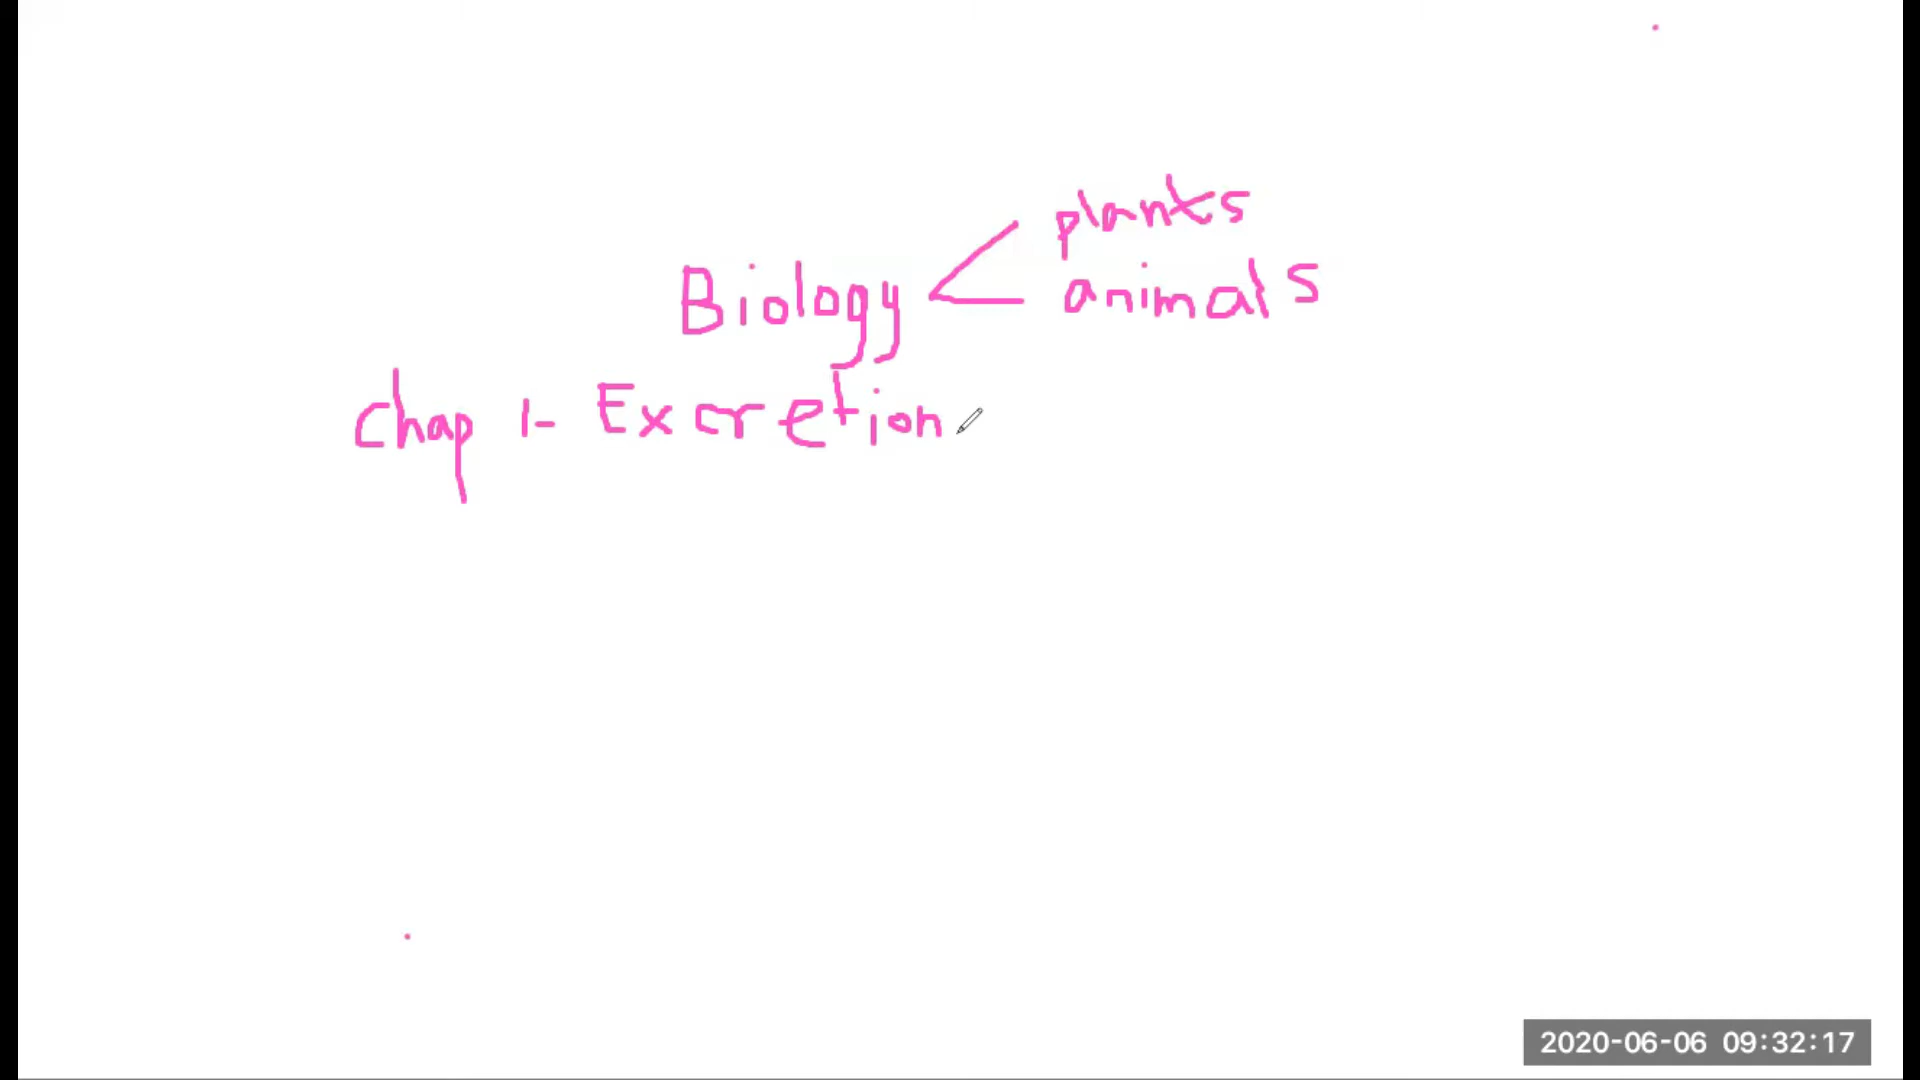 plants
Biology < animals
Chap 1- Excretion
2020-06-06 09:32:17